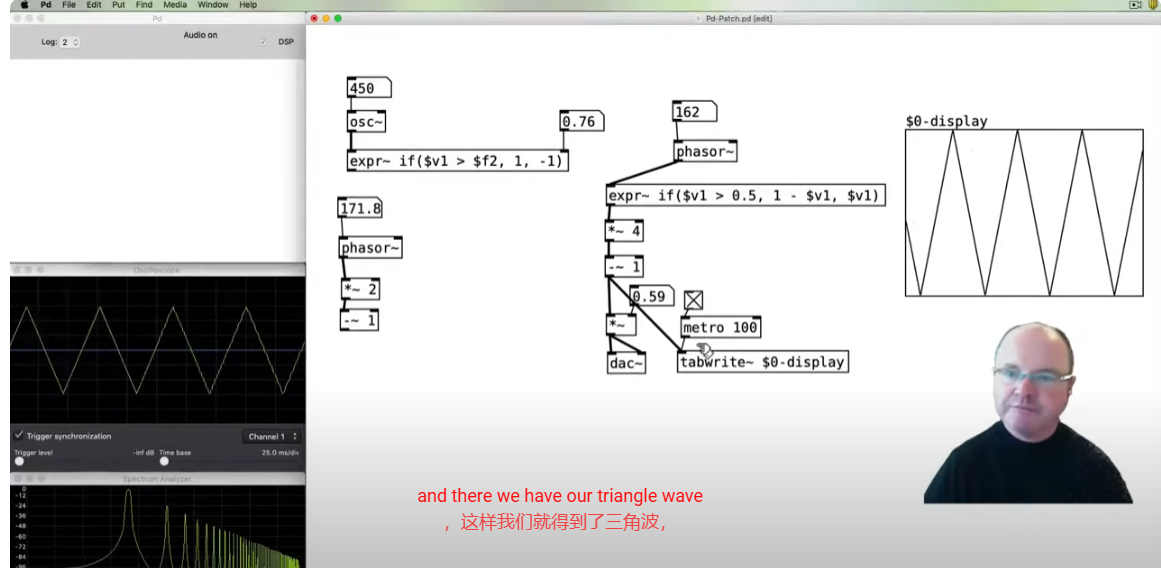 Pd File Edit Put Find Media Window Help
Pd
Pd-Patch.pd [edit]
Audio on
Log: 2
DSP
450
osc~
0.76
expr~ if($v1 > $f2, 1, -1)
171.8
phasor~
*~ 2
-~ 1
162
phasor~
expr~ if($v1 > 0.5, 1 - $v1, $v1)
*~ 4
-~ 1
0.59
*~
metro 100
dac~
tabwrite~ $0-display
$0-display
Oscilloscope
Trigger synchronization
Channel 1
Trigger level
-inf dB
Time base
25.0 ms/div
Spectrum Analyzer
0
-12
-24
-36
-48
-60
-72
-84
-96
and there we have our triangle wave
，这样我们就得到了三角波，